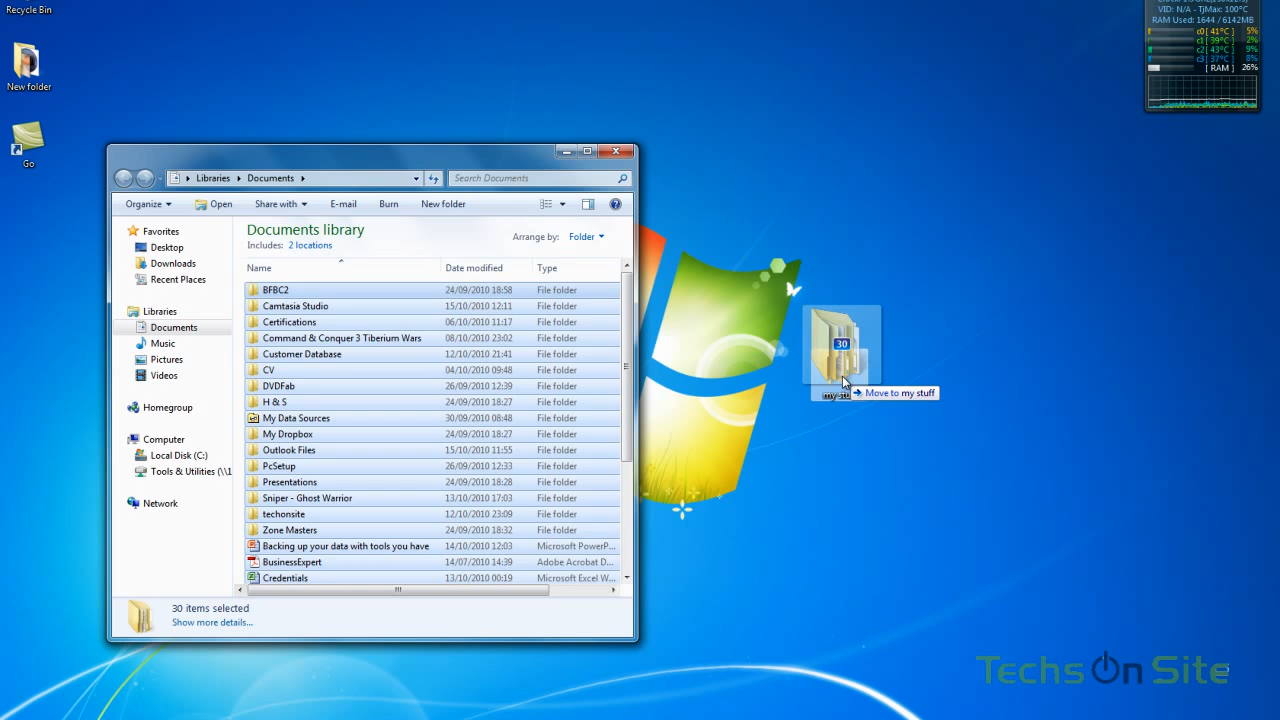 Recycle Bin
New folder
Go
VID: N/A - TjMax: 100°C
RAM Used: 1644 / 6142MB
c0[ 41°C ] 5%
c1[ 39°C ] 2%
c2[ 43°C ] 9%
c3[ 37°C ] 8%
[ RAM ] 26%
Libraries Documents
Search Documents
Organize Open Share with E-mail Burn New folder
Favorites
Desktop
Downloads
Recent Places
Libraries
Documents
Music
Pictures
Videos
Homegroup
Computer
Local Disk (C:)
Tools & Utilities (\\1
Network
Documents library
Includes: 2 locations
Arrange by: Folder
Name Date modified Type
BFBC2 24/09/2010 18:58 File folder
Camtasia Studio 15/10/2010 12:11 File folder
Certifications 06/10/2010 11:17 File folder
Command & Conquer 3 Tiberium Wars 08/10/2010 23:02 File folder
Customer Database 12/10/2010 21:41 File folder
CV 04/10/2010 09:48 File folder
DVDFab 26/09/2010 12:39 File folder
H & S 24/09/2010 18:27 File folder
My Data Sources 30/09/2010 08:48 File folder
My Dropbox 24/09/2010 18:27 File folder
Outlook Files 15/10/2010 11:55 File folder
PcSetup 26/09/2010 12:33 File folder
Presentations 24/09/2010 18:28 File folder
Sniper - Ghost Warrior 13/10/2010 17:03 File folder
techonsite 12/10/2010 23:09 File folder
Zone Masters 24/09/2010 18:32 File folder
Backing up your data with tools you have 14/10/2010 12:03 Microsoft PowerP...
BusinessExpert 14/07/2010 14:39 Adobe Acrobat D...
Credentials 13/10/2010 00:19 Microsoft Excel W...
30 items selected
Show more details...
30
my stu
Move to my stuff
Techs On Site